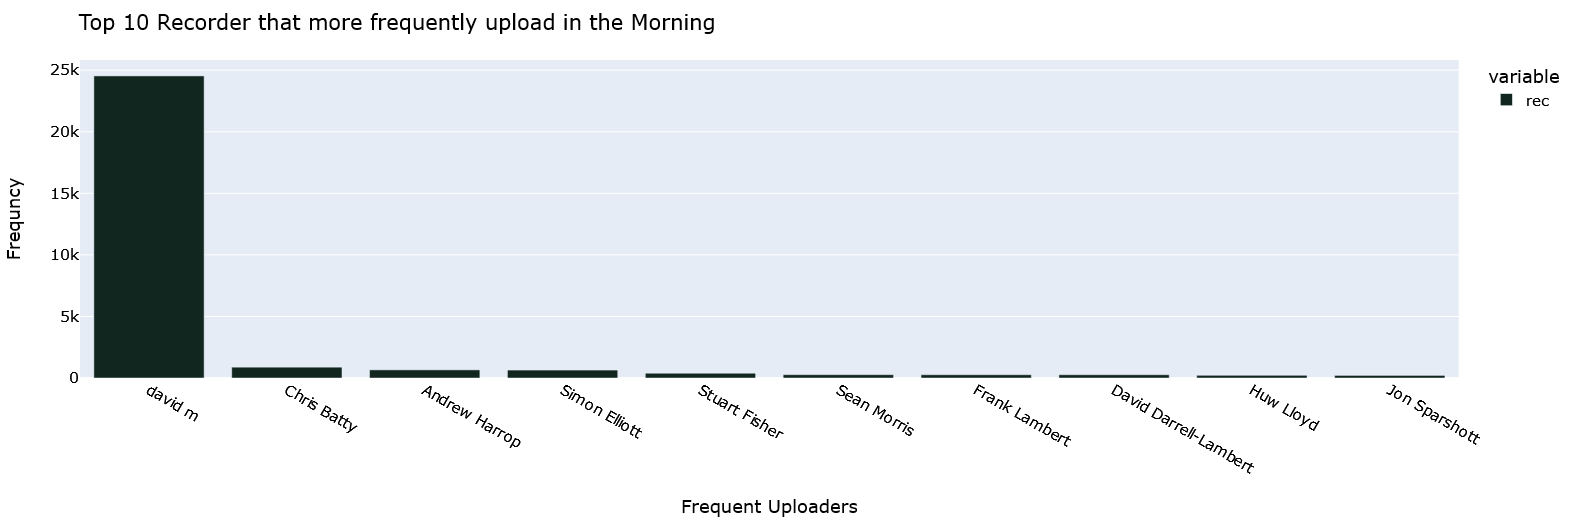 Top 10 Recorder that more frequently upload in the Morning
variable
rec
Frequncy
25k
20k
15k
10k
5k
0
david m
Chris Batty
Andrew Harrop
Simon Elliott
Stuart Fisher
Sean Morris
Frank Lambert
David Darrell-Lambert
Huw Lloyd
Jon Sparshott
Frequent Uploaders